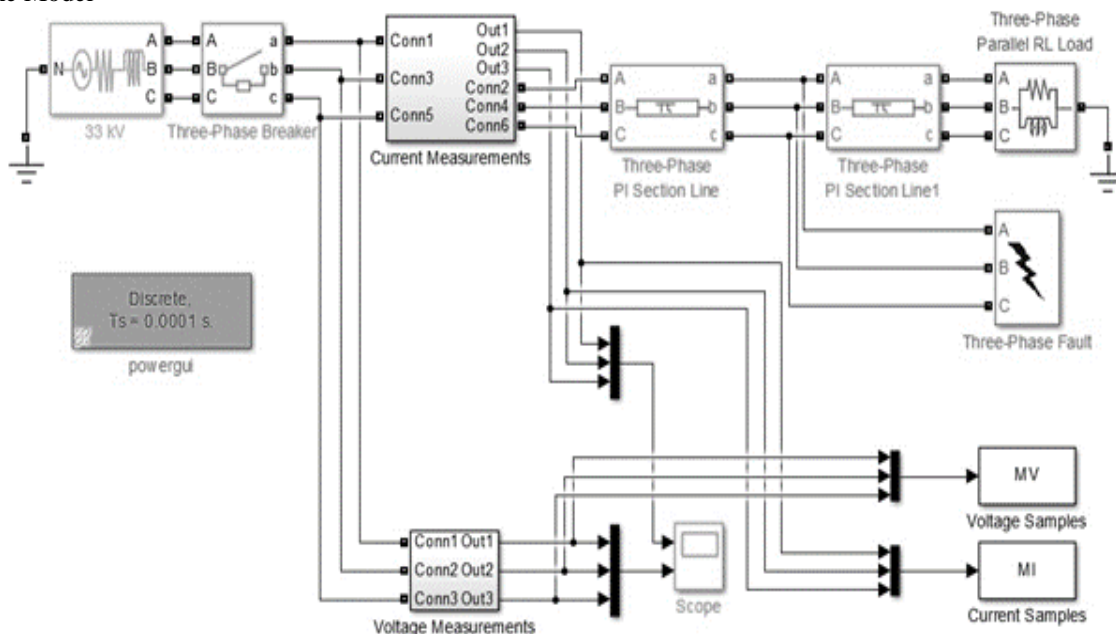 Model
N
A
B
C
33 kV
A
B
C
a
b
c
Three-Phase Breaker
Conn1
Conn3
Conn5
Out1
Out2
Out3
Conn2
Conn4
Conn6
Current Measurements
A
B
C
a
b
c
Three-Phase
PI Section Line
A
B
C
a
b
c
Three-Phase
PI Section Line1
Three-Phase
Parallel RL Load
A
B
C
A
B
C
Three-Phase Fault
Discrete,
Ts = 0.0001 s.
powergui
Conn1 Out1
Conn2 Out2
Conn3 Out3
Voltage Measurements
Scope
MV
Voltage Samples
MI
Current Samples